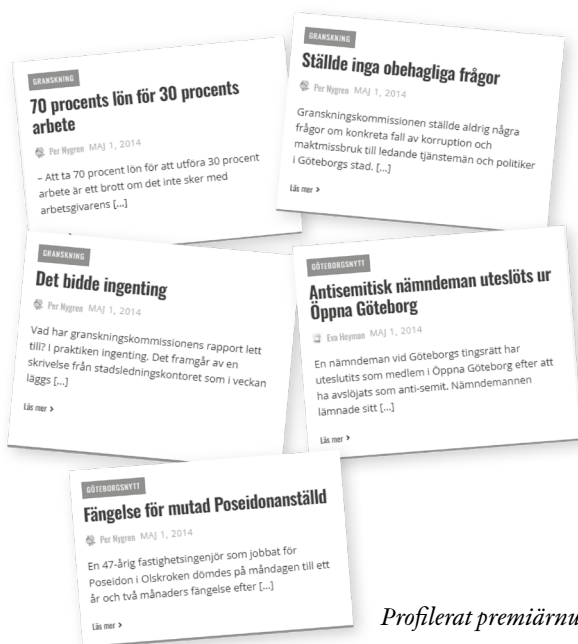 GRANSKNING
70 procents lön för 30 procents
arbete
Per Nygren MAJ 1, 2014
– Att ta 70 procent lön för att utföra 30 procent
arbete är ett brott om det inte sker med
arbetsgivarens [...]
GRANSKNING
Ställde inga obehagliga frågor
Per Nygren MAJ 1, 2014
Granskningskommissionen ställde aldrig några
frågor om konkreta fall av korruption och
maktmissbruk till ledande tjänstemän och politiker
i Göteborgs stad. [...]
Läs mer >
GRANSKNING
Det bidde ingenting
Per Nygren MAJ 1, 2014
Vad har granskningskommissionens rapport lett
till? I praktiken ingenting. Det framgår av en
skrivelse från stadsledningskontoret som i veckan
läggs [...]
Läs mer >
GÖTEBORGSNYTT
Antisemitisk nämndeman uteslöts ur
Öppna Göteborg
Eva Heyman MAJ 1, 2014
En nämndeman vid Göteborgs tingsrätt har
uteslutits som medlem i Öppna Göteborg efter att
ha avslöjats som anti-semit. Nämndemannen
lämnade sitt [...]
Läs mer >
GÖTEBORGSNYTT
Fängelse för mutad Poseidonanställd
Per Nygren MAJ 1, 2014
En 47-årig fastighetsingenjör som jobbat för
Poseidon i Olskroken dömdes på måndagen till ett
år och två månaders fängelse efter [...]
Läs mer >
Profilerat premiärnu